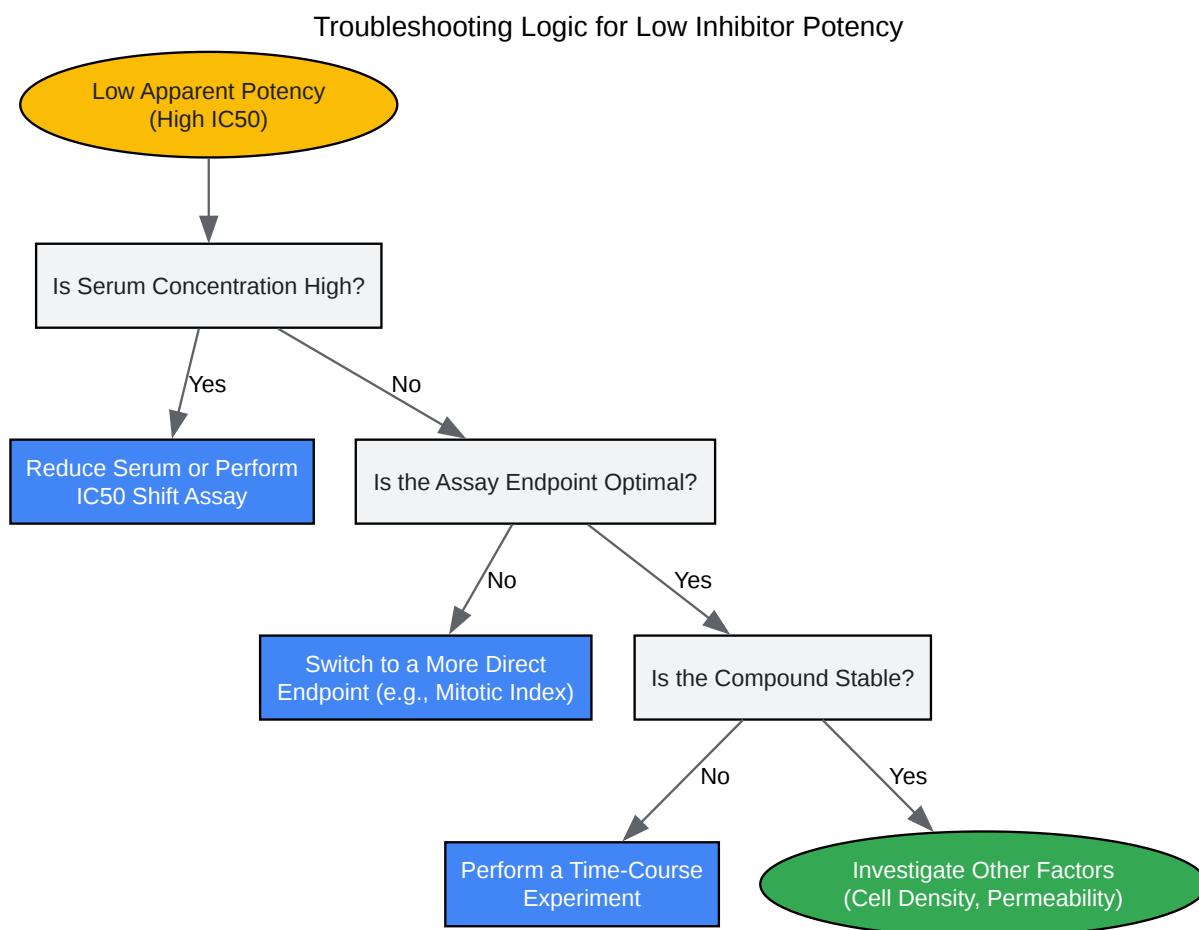 Troubleshooting Logic for Low Inhibitor Potency
Low Apparent Potency
(High IC50)
Is Serum Concentration High?
Yes
No
Reduce Serum or Perform
IC50 Shift Assay
Is the Assay Endpoint Optimal?
No
Yes
Switch to a More Direct
Endpoint (e.g., Mitotic Index)
Is the Compound Stable?
No
Yes
Perform a Time-Course
Experiment
Investigate Other Factors
(Cell Density, Permeability)